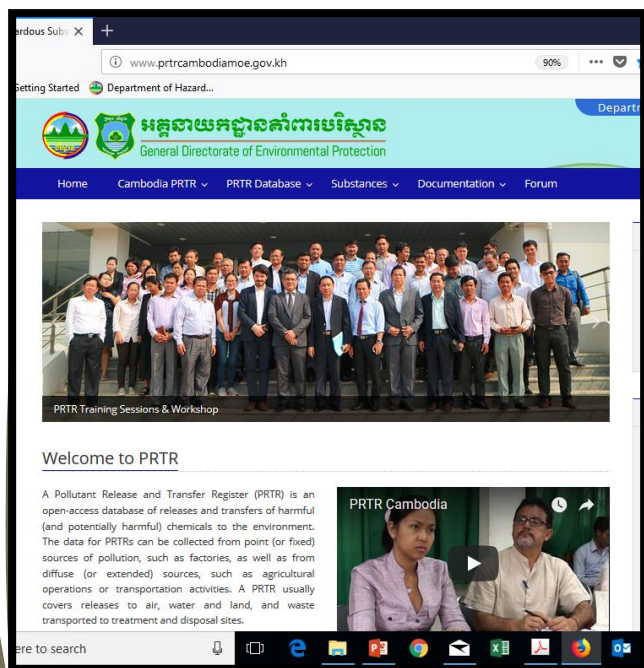 ardous Subs
www.prtrcambodiamoe.gov.kh
90%
Getting Started
Department of Hazard...
Departr
អគ្គនាយកដ្ឋានគាំពារបរិស្ថាន
General Directorate of Environmental Protection
Home Cambodia PRTR PRTR Database Substances Documentation Forum
PRTR Training Sessions & Workshop
Welcome to PRTR
A Pollutant Release and Transfer Register (PRTR) is an
open-access database of releases and transfers of harmful
(and potentially harmful) chemicals to the environment.
The data for PRTRs can be collected from point (or fixed)
sources of pollution, such as factories, as well as from
diffuse (or extended) sources, such as agricultural
operations or transportation activities. A PRTR usually
covers releases to air, water and land, and waste
transported to treatment and disposal sites.
PRTR Cambodia
ere to search